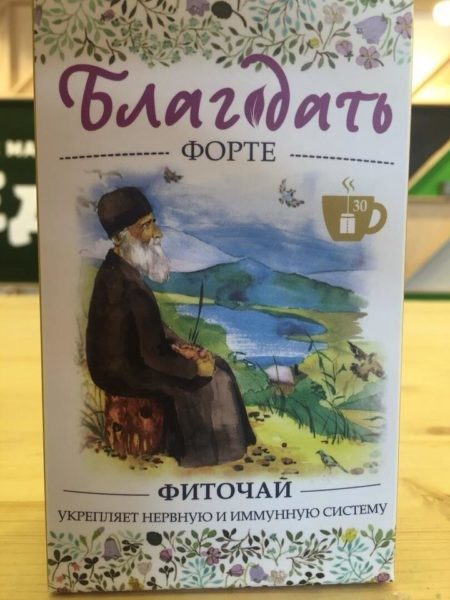 Благодать
ФОРТЕ
30
ФИТОЧАЙ
УКРЕПЛЯЕТ НЕРВНУЮ И ИММУННУЮ СИСТЕМУ